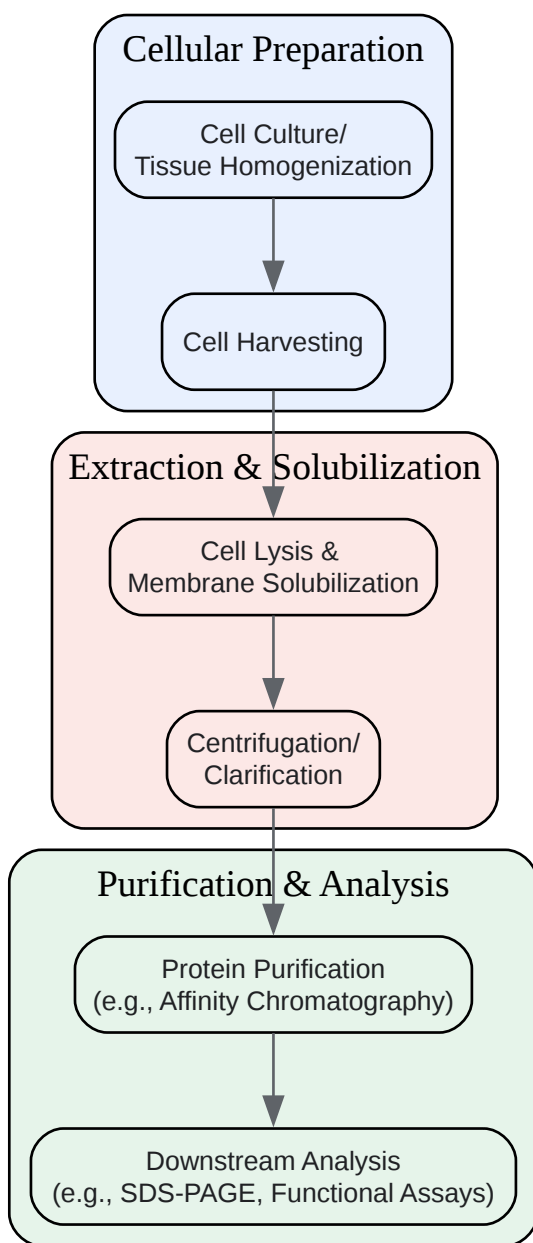 Cellular Preparation
Cell Culture/
Tissue Homogenization
Cell Harvesting
Extraction & Solubilization
Cell Lysis &
Membrane Solubilization
Centrifugation/
Clarification
Purification & Analysis
Protein Purification
(e.g., Affinity Chromatography)
Downstream Analysis
(e.g., SDS-PAGE, Functional Assays)